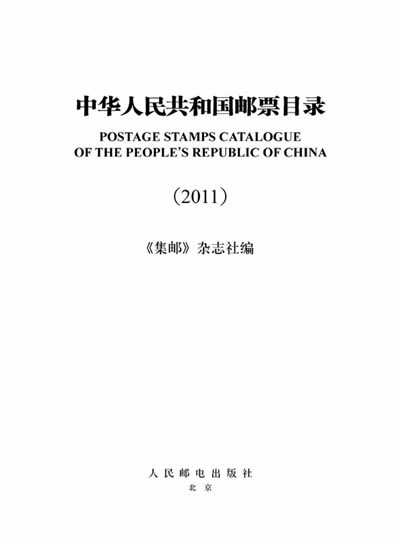 中华人民共和国邮票目录
POSTAGE STAMPS CATALOGUE
OF THE PEOPLE'S REPUBLIC OF CHINA
（2011）
《集邮》杂志社编
人民邮电出版社
北京